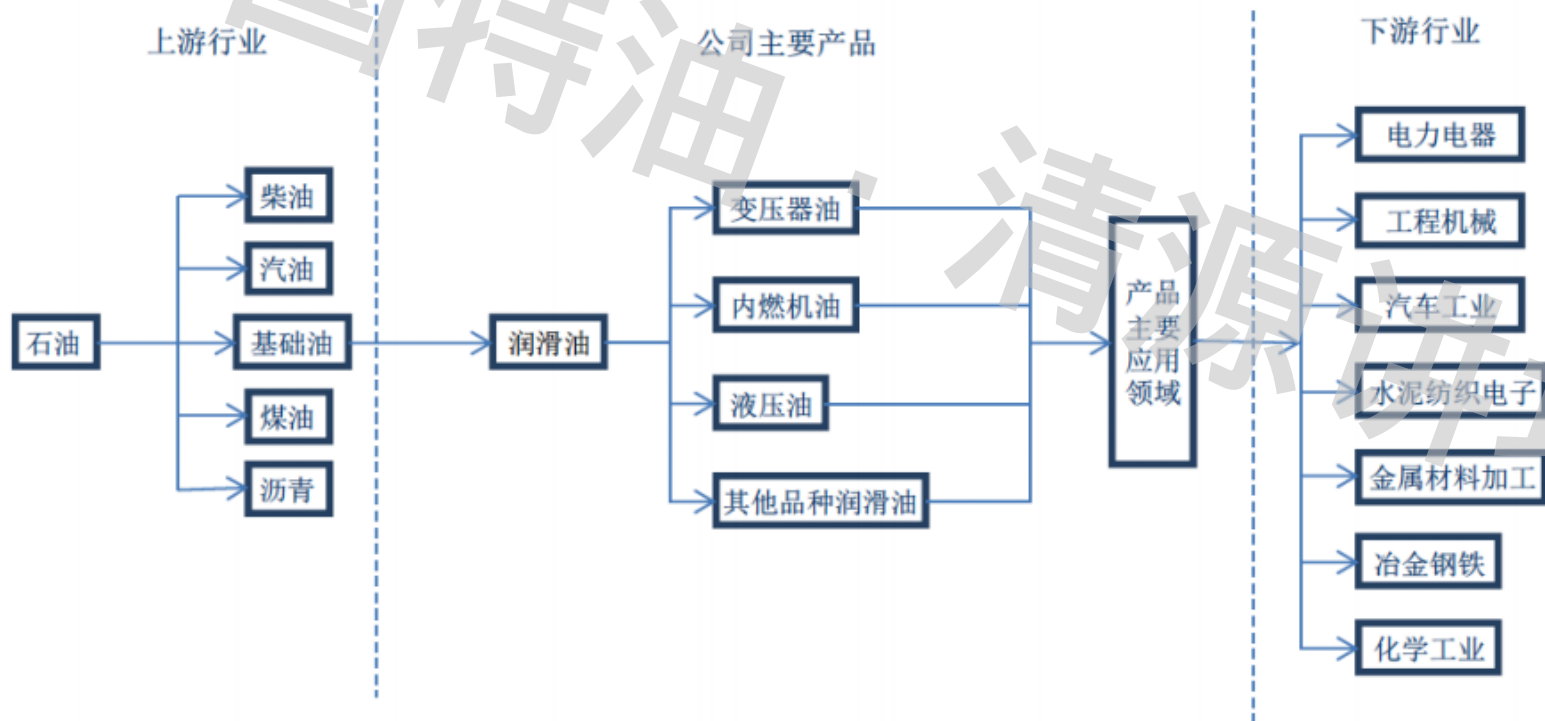 上游行业
公司主要产品
下游行业
石油
柴油
汽油
基础油
煤油
沥青
润滑油
变压器油
内燃机油
液压油
其他品种润滑油
产品
主要
应用
领域
电力电器
工程机械
汽车工业
水泥纺织电子
金属材料加工
冶金钢铁
化学工业
特油·清源